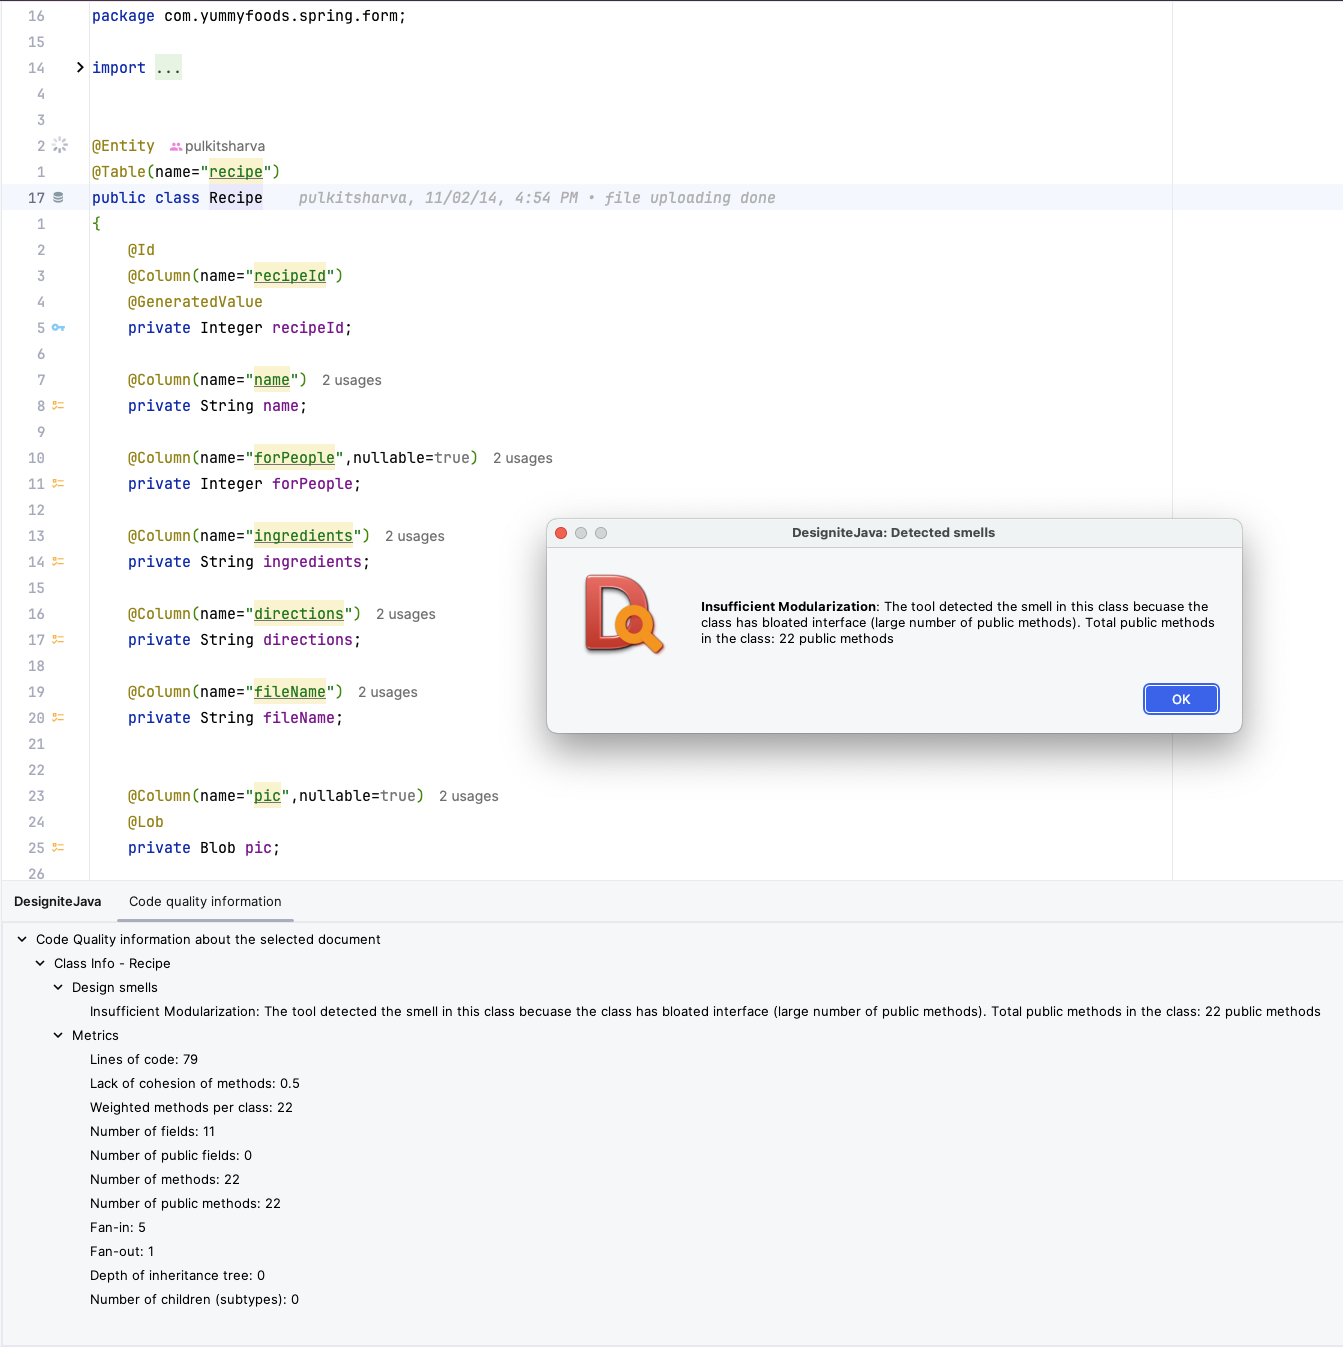 16 package com.yummyfoods.spring.form;
15
14 import ...
4
3
2 @Entity pulkitsharva
1 @Table(name="recipe")
17 public class Recipe pulkitsharva, 11/02/14, 4:54 PM • file uploading done
1 {
2 @Id
3 @Column(name="recipeId")
4 @GeneratedValue
5 private Integer recipeId;
6
7 @Column(name="name") 2 usages
8 private String name;
9
10 @Column(name="forPeople",nullable=true) 2 usages
11 private Integer forPeople;
12
13 @Column(name="ingredients") 2 usages
14 private String ingredients;
15
16 @Column(name="directions") 2 usages
17 private String directions;
18
19 @Column(name="fileName") 2 usages
20 private String fileName;
21
22
23 @Column(name="pic",nullable=true) 2 usages
24 @Lob
25 private Blob pic;
26
DesigniteJava: Detected smells
D
Insufficient Modularization: The tool detected the smell in this class becuase the
class has bloated interface (large number of public methods). Total public methods
in the class: 22 public methods
OK
DesigniteJava Code quality information
Code Quality information about the selected document
Class Info - Recipe
Design smells
Insufficient Modularization: The tool detected the smell in this class becuase the class has bloated interface (large number of public methods). Total public methods in the class: 22 public methods
Metrics
Lines of code: 79
Lack of cohesion of methods: 0.5
Weighted methods per class: 22
Number of fields: 11
Number of public fields: 0
Number of methods: 22
Number of public methods: 22
Fan-in: 5
Fan-out: 1
Depth of inheritance tree: 0
Number of children (subtypes): 0